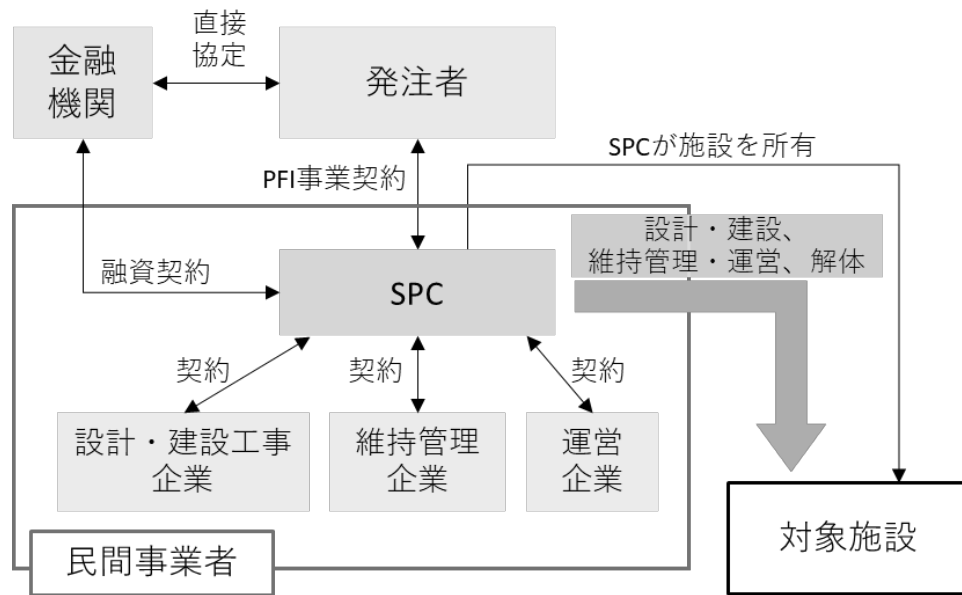 直接
協定
金融
機関
発注者
SPCが施設を所有
PFI事業契約
設計・建設、
維持管理・運営、解体
融資契約
SPC
契約
契約
契約
設計・建設工事
企業
維持管理
企業
運営
企業
対象施設
民間事業者